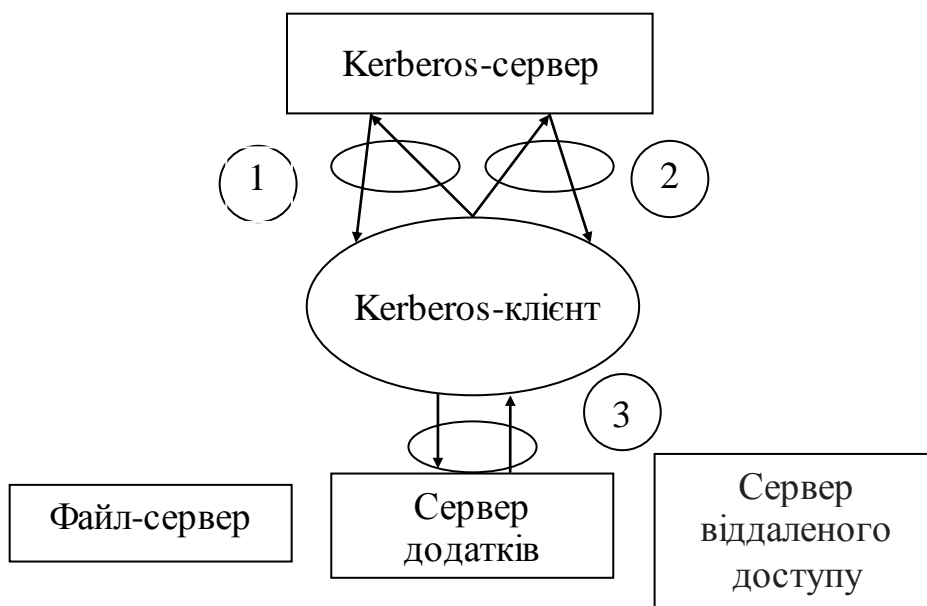 Kerberos-сервер
1
2
Kerberos-клієнт
3
Файл-сервер
Сервер
додатків
Сервер
віддаленого
доступу